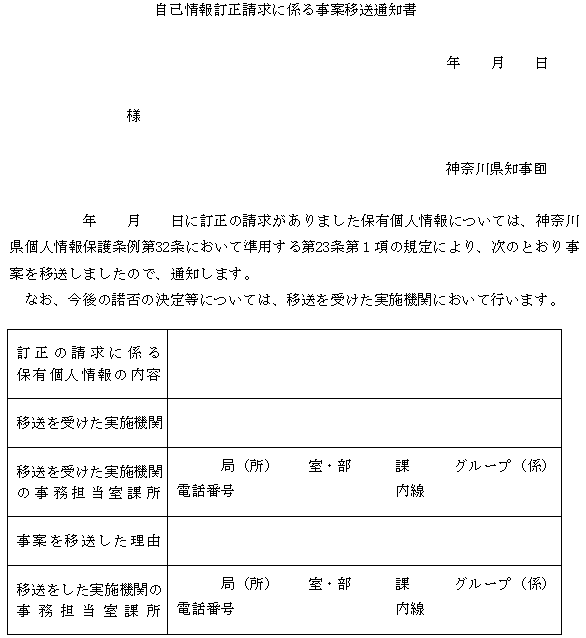 自己情報訂正請求に係る事案移送通知書
年　　月　　日
様
神奈川県知事印
年　　月　　日に訂正の請求がありました保有個人情報については、神奈川
県個人情報保護条例第32条において準用する第23条第１項の規定により、次のとおり事
案を移送しましたので、通知します。
なお、今後の諾否の決定等については、移送を受けた実施機関において行います。
訂正の請求に係る
保有個人情報の内容
移送を受けた実施機関
移送を受けた実施機関
の事務担当室課所
局（所）　　室・部　　　課　　　グループ（係）
電話番号　　　　　　　　　　　内線
事案を移送した理由
移送をした実施機関の
事務担当室課所
局（所）　　室・部　　　課　　　グループ（係）
電話番号　　　　　　　　　　　内線